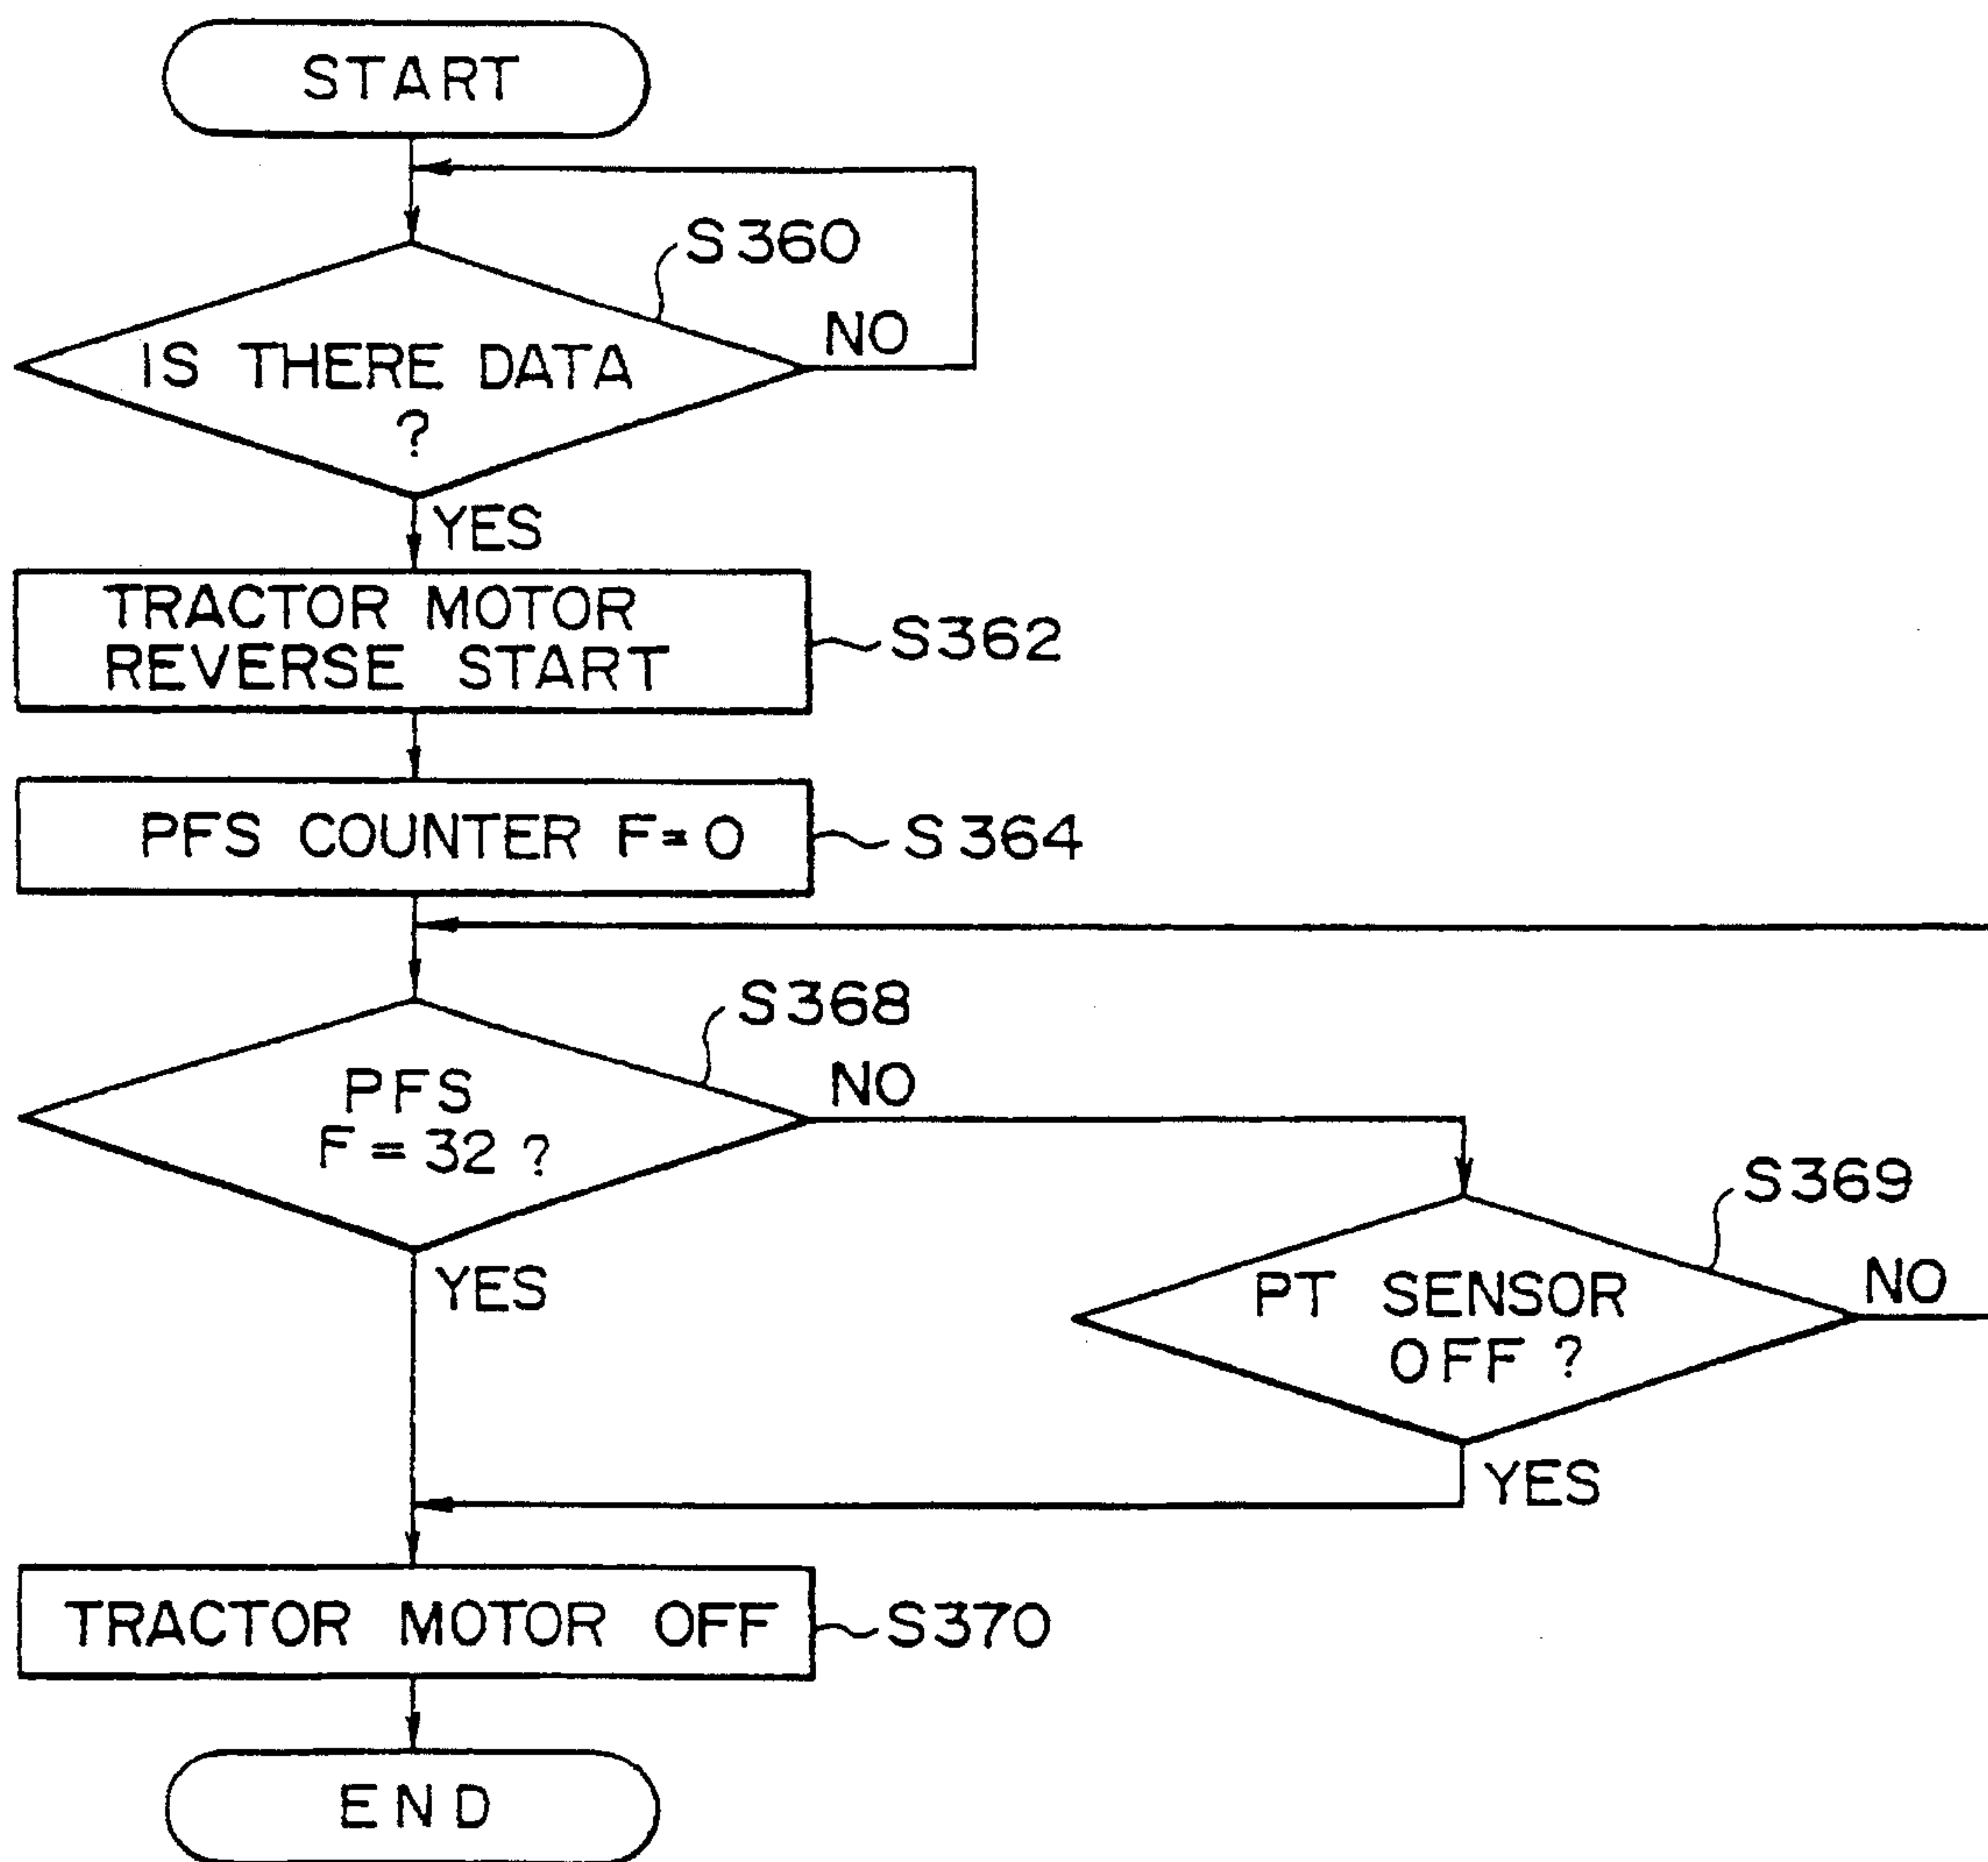 START
S360
NO
IS THERE DATA
?
YES
TRACTOR MOTOR
REVERSE START
S362
PFS COUNTER F=0
S364
S368
NO
PFS
F=32 ?
YES
S369
NO
PT SENSOR
OFF ?
YES
TRACTOR MOTOR OFF
S370
END